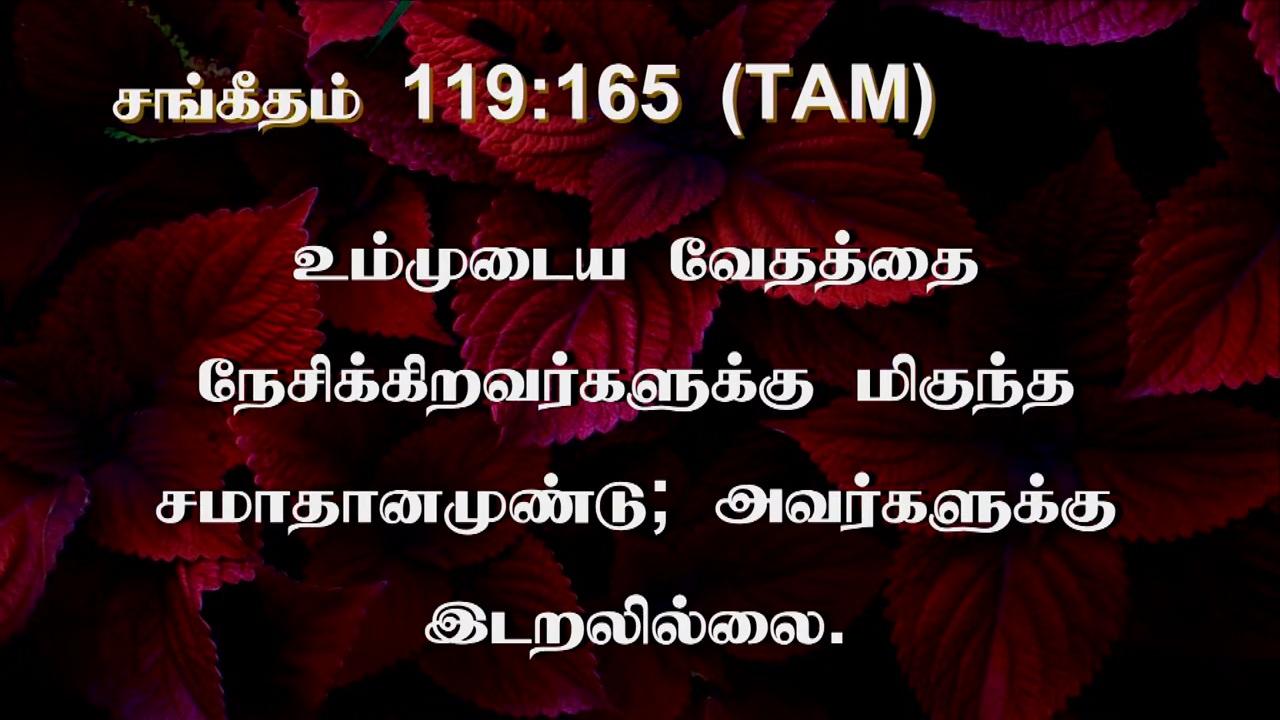 சங்கீதம் 119:165 (TAM)
உம்முடைய வேதத்தை
நேசிக்கிறவர்களுக்கு மிகுந்த
சமாதானமுண்டு; அவர்களுக்கு
இடறலில்லை.